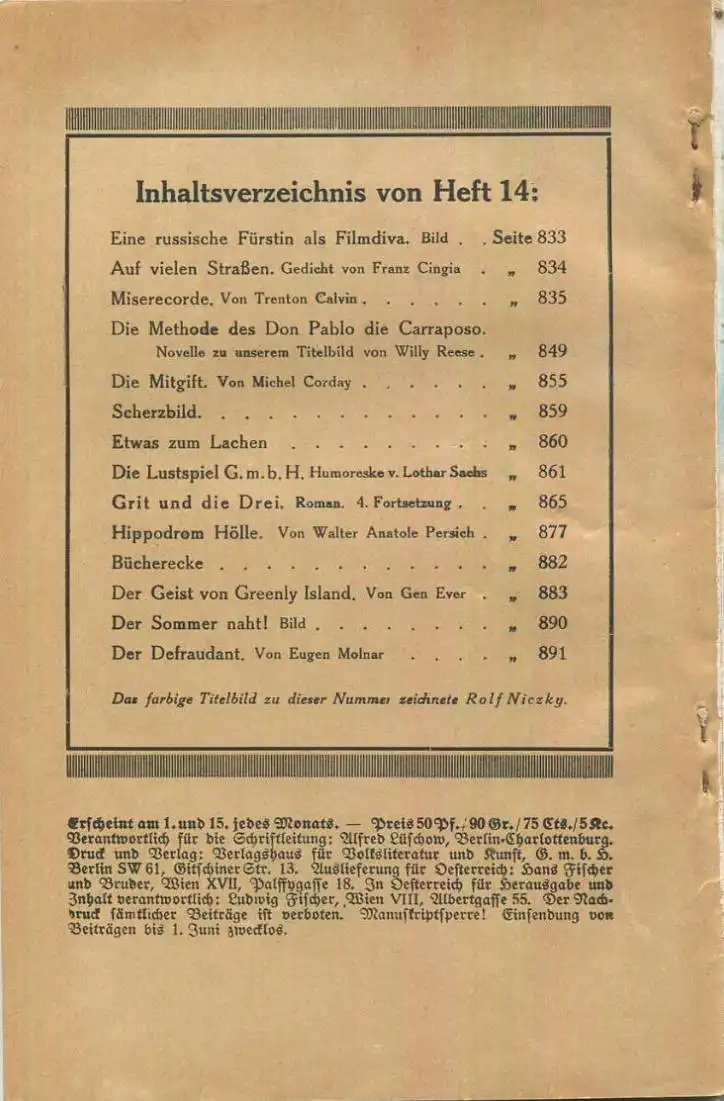 Inhaltsverzeichnis von Heft 14:
Eine russische Fürstin als Filmdiva. Bild . . Seite 833
Auf vielen Straßen. Gedicht von Franz Cingia . „ 834
Miserecorde. Von Trenton Calvin . . . . . . „ 835
Die Methode des Don Pablo die Carraposo.
Novelle zu unserem Titelbild von Willy Reese . „ 849
Die Mitgift. Von Michel Corday . . . . . . „ 855
Scherzbild. . . . . . . . . . . . . . „ 859
Etwas zum Lachen . . . . . . . . . „ 860
Die Lustspiel G. m. b. H. Humoreske v. Lothar Sachs „ 861
Grit und die Drei. Roman. 4. Fortsetzung . . „ 865
Hippodrom Hölle. Von Walter Anatole Persich . „ 877
Bücherecke . . . . . . . . . . . . „ 882
Der Geist von Greenly Island. Von Gen Ever . „ 883
Der Sommer naht! Bild . . . . . . . . „ 890
Der Defraudant. Von Eugen Molnar . . . . „ 891
Das farbige Titelbild zu dieser Nummer zeichnete Rolf Niczky.
Erscheint am 1. und 15. jedes Monats. — Preis 50 Pf./90 Gr./75 Cts./5 Kc.
Verantwortlich für die Schriftleitung: Alfred Lüschow, Berlin-Charlottenburg.
Druck und Verlag: Verlagshaus für Volksliteratur und Kunst, G. m. b. H.
Berlin SW 61, Gitschiner Str. 13. Auslieferung für Oesterreich: Hans Fischer
und Bruder, Wien XVII, Palffygasse 18. In Oesterreich für Herausgabe und
Inhalt verantwortlich: Ludwig Fischer, Wien VIII, Albertgasse 55. Der Nach-
druck sämtlicher Beiträge ist verboten. Manuskriptsperre! Einsendung von
Beiträgen bis 1. Juni zwecklos.